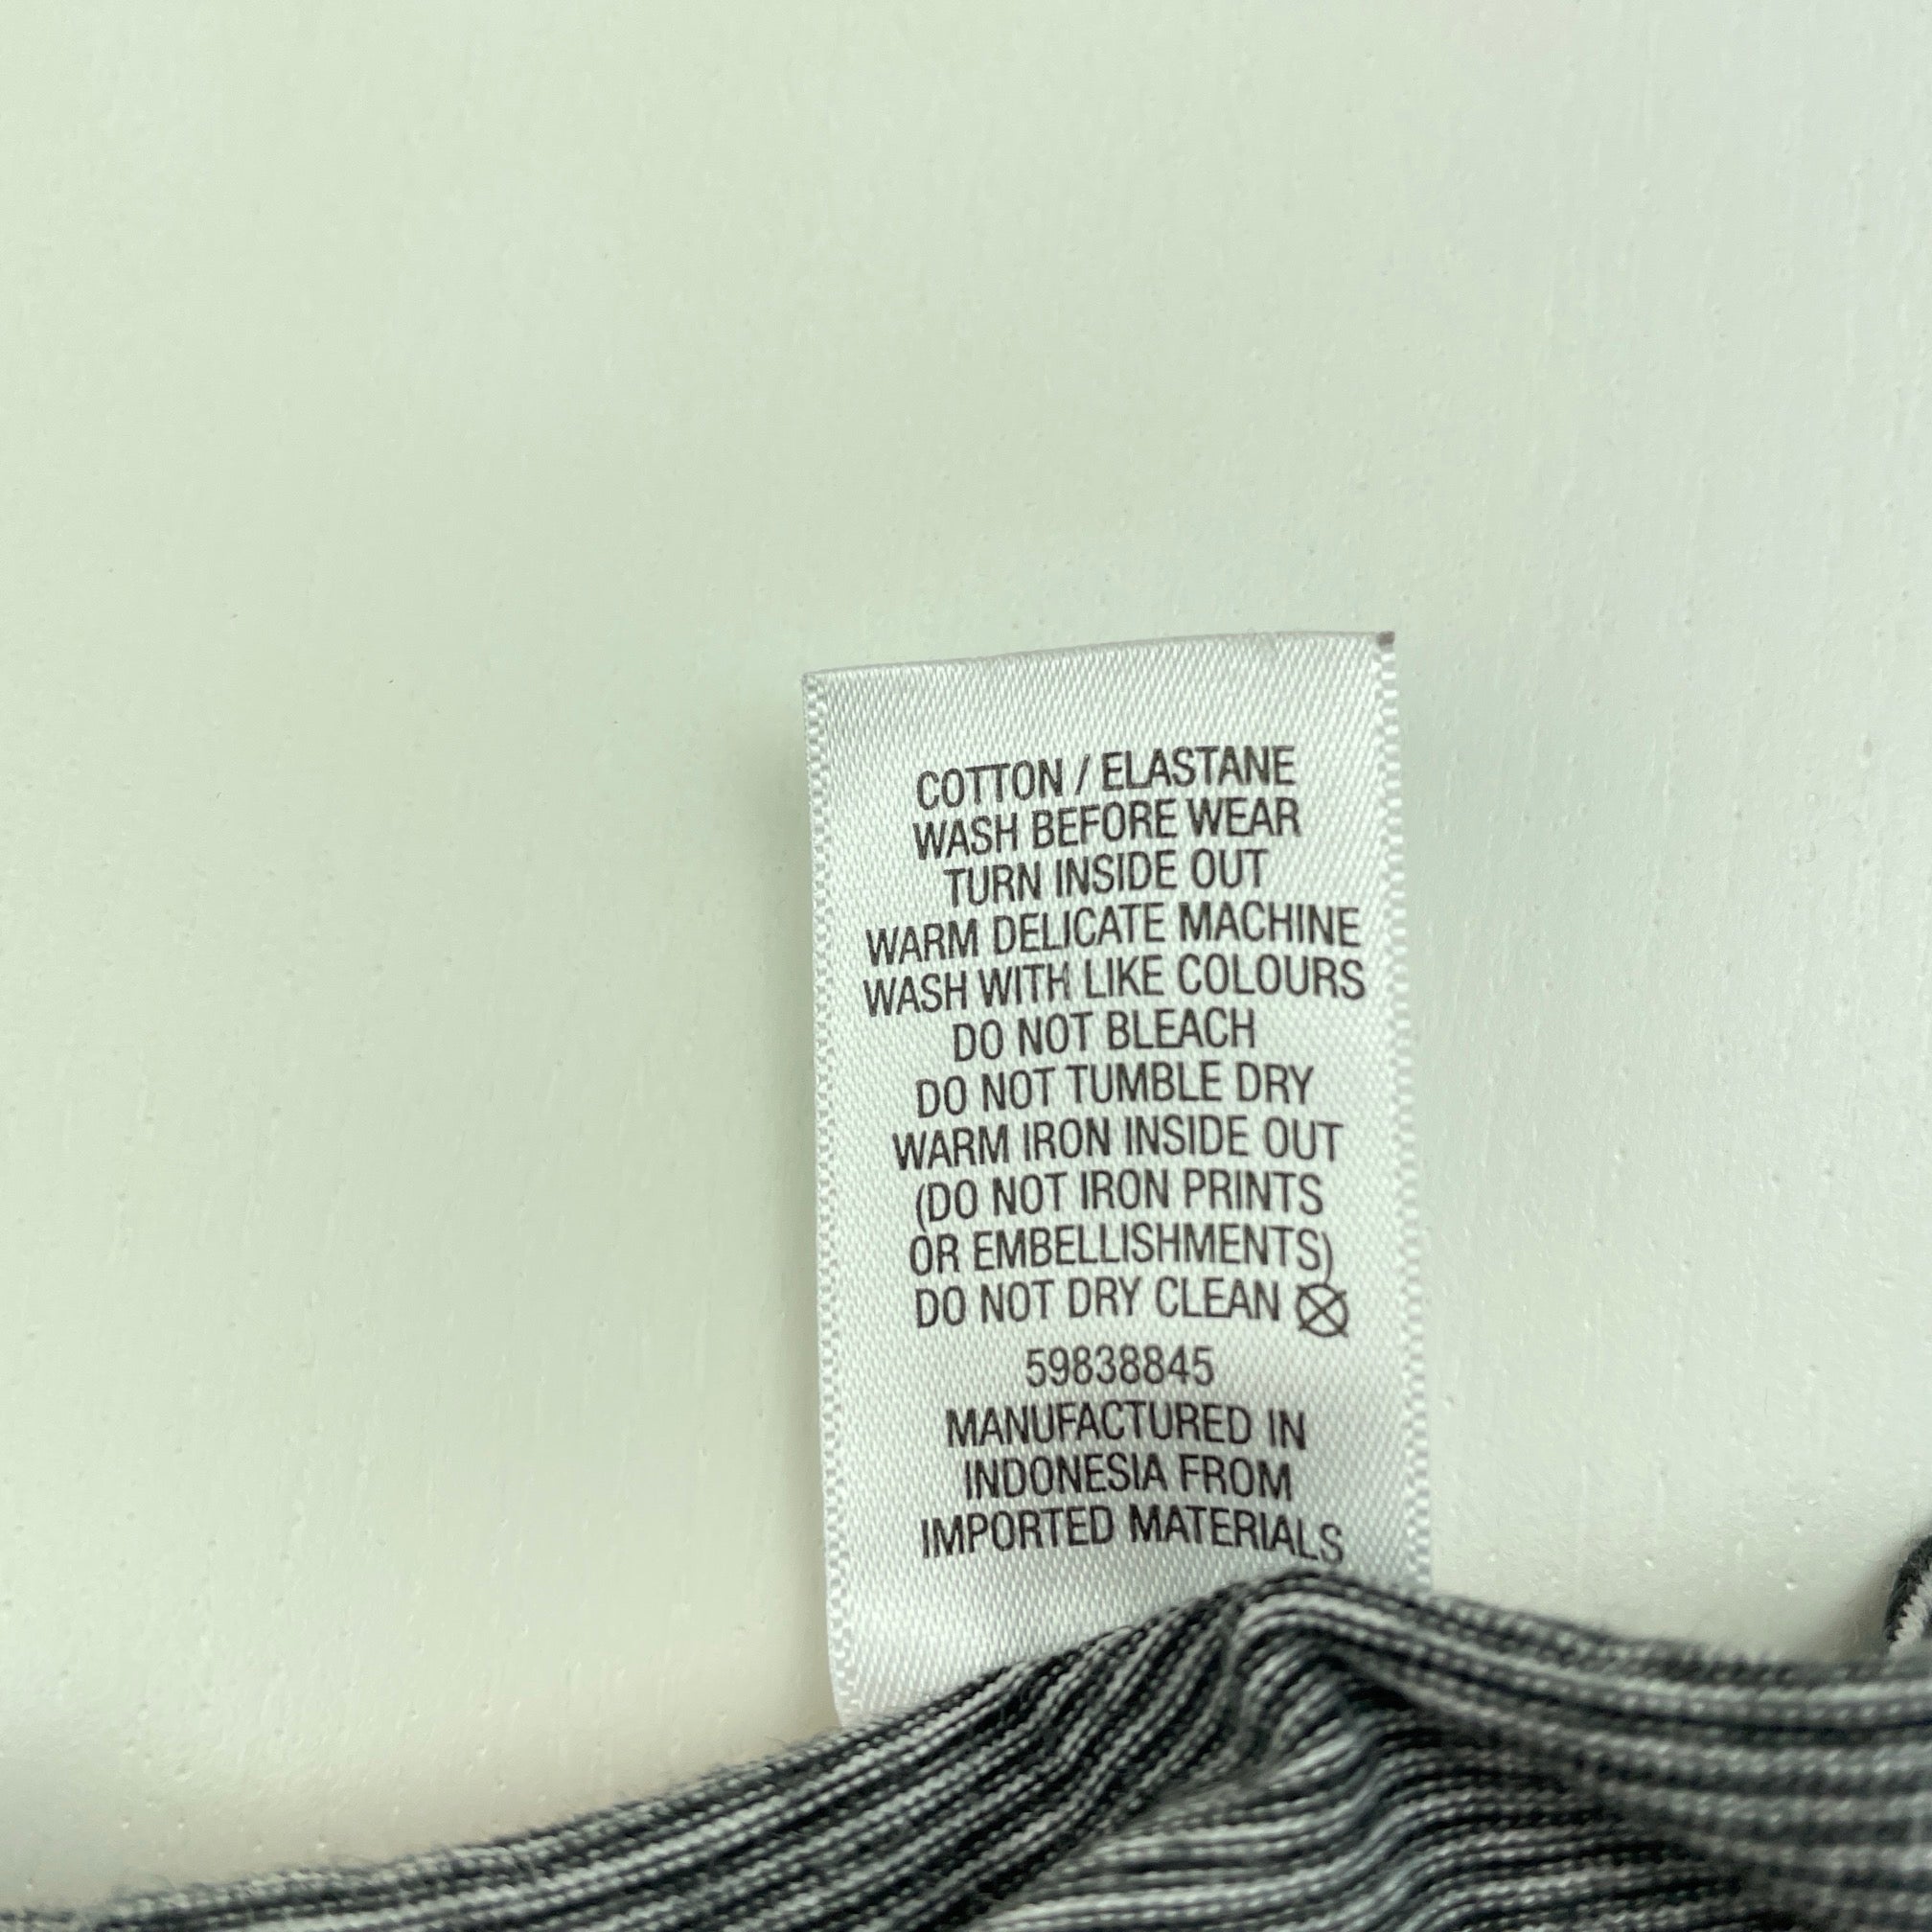 COTTON / ELASTANE
WASH BEFORE WEAR
TURN INSIDE OUT
WARM DELICATE MACHINE
WASH WITH LIKE COLOURS
DO NOT BLEACH
DO NOT TUMBLE DRY
WARM IRON INSIDE OUT
(DO NOT IRON PRINTS
OR EMBELLISHMENTS)
DO NOT DRY CLEAN
59838845
MANUFACTURED IN
INDONESIA FROM
IMPORTED MATERIALS